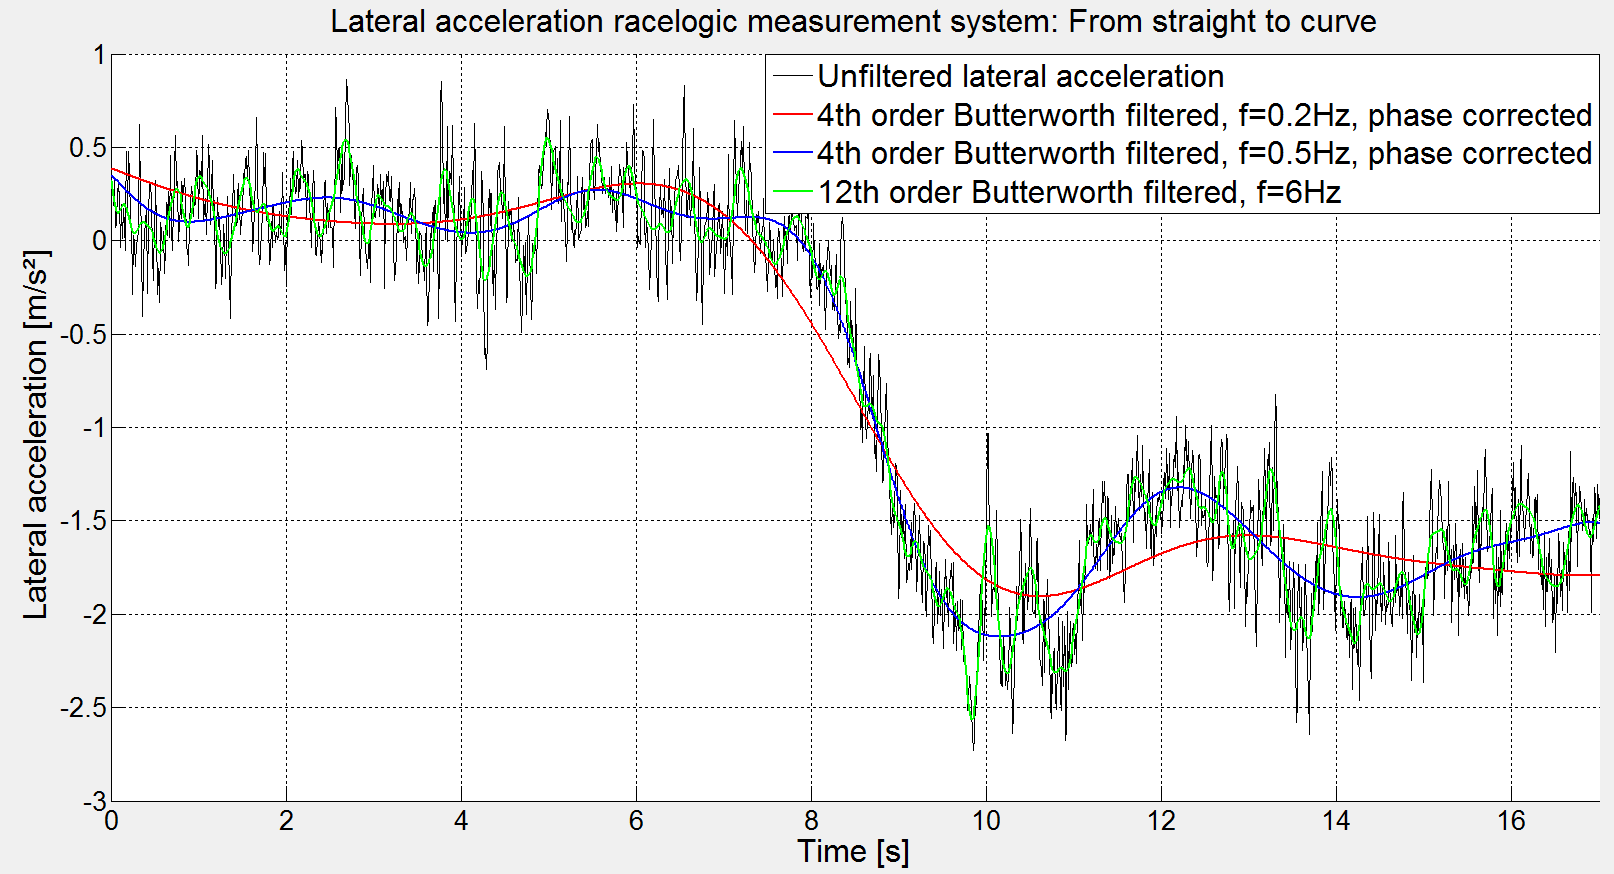 Lateral acceleration racelogic measurement system: From straight to curve
Unfiltered lateral acceleration
4th order Butterworth filtered, f=0.2Hz, phase corrected
4th order Butterworth filtered, f=0.5Hz, phase corrected
12th order Butterworth filtered, f=6Hz
Lateral acceleration [m/s²]
1
0.5
0
-0.5
-1
-1.5
-2
-2.5
-3
0 2 4 6 8 10 12 14 16
Time [s]